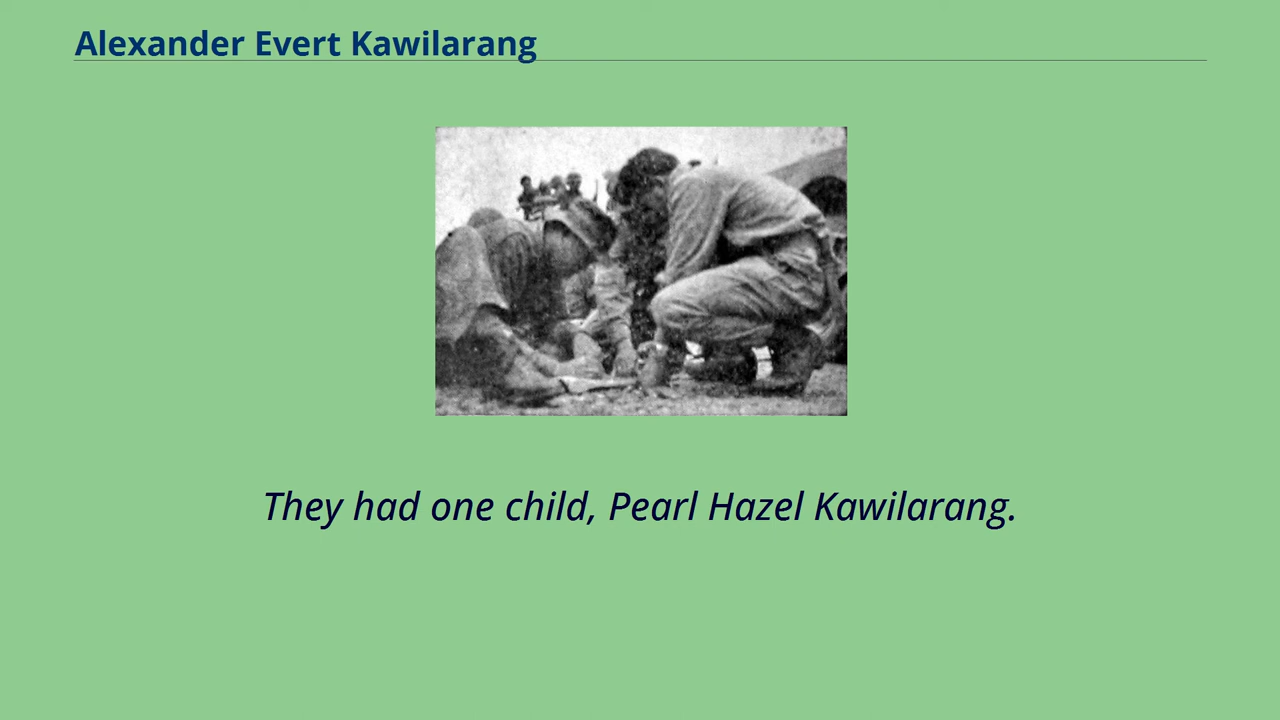 Alexander Evert Kawilarang
They had one child, Pearl Hazel Kawilarang.